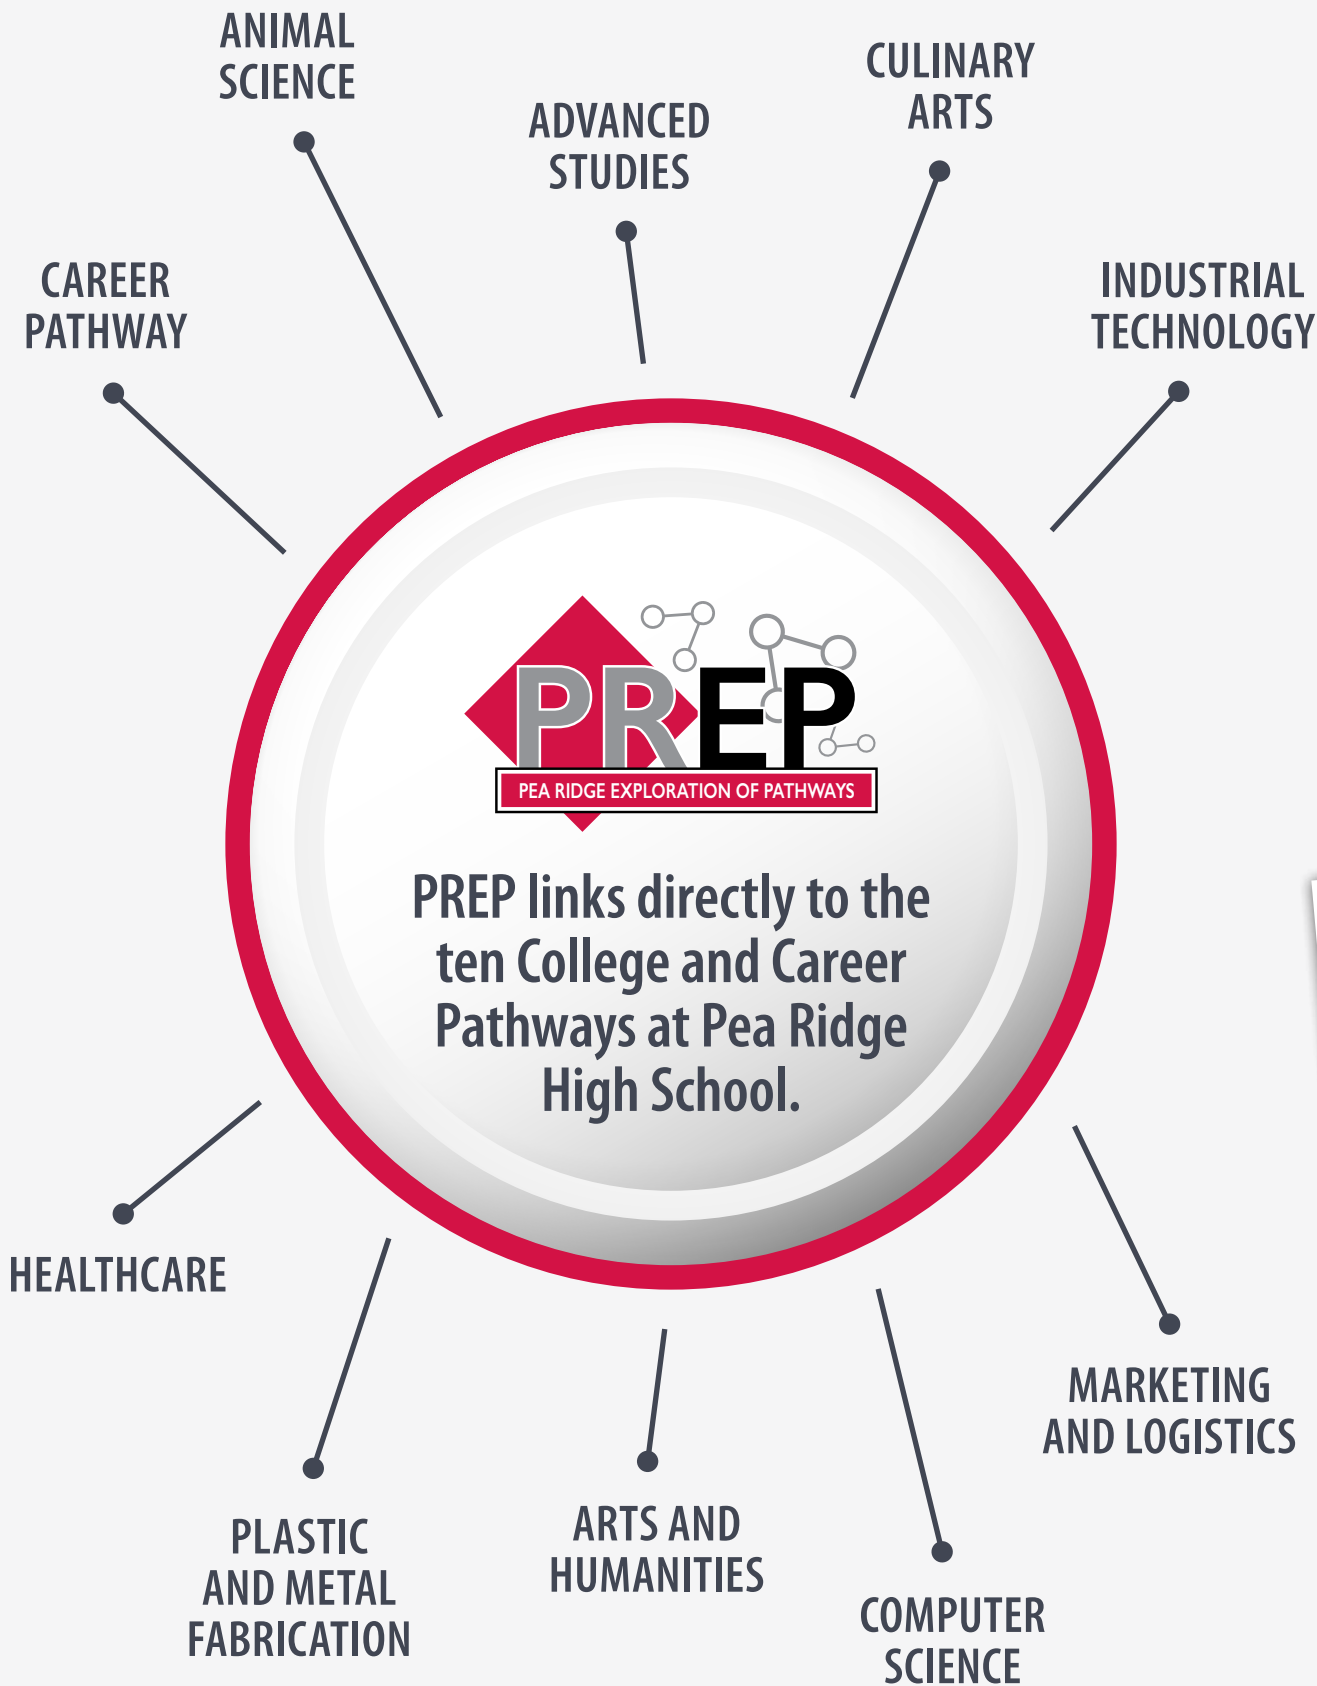 ANIMAL
SCIENCE
CULINARY
ARTS
ADVANCED
STUDIES
CAREER
PATHWAY
INDUSTRIAL
TECHNOLOGY
PREP
PEA RIDGE EXPLORATION OF PATHWAYS
PREP links directly to the
ten College and Career
Pathways at Pea Ridge
High School.
HEALTHCARE
MARKETING
AND LOGISTICS
PLASTIC
AND METAL
FABRICATION
ARTS AND
HUMANITIES
COMPUTER
SCIENCE